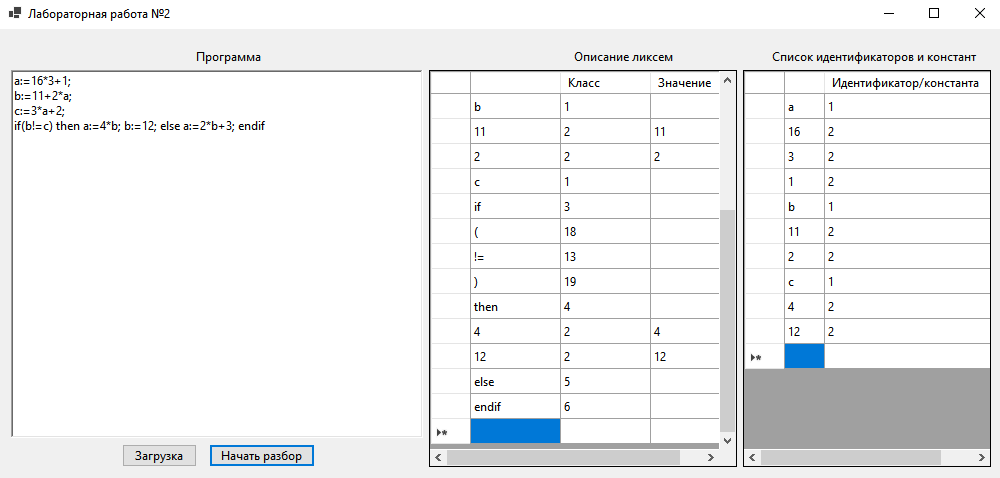 Лабораторная работа №2
Программа
a:=16*3+1;
b:=11+2*a;
c:=3*a+2;
if(b!=c) then a:=4*b; b:=12; else a:=2*b+3; endif
Загрузка
Начать разбор
Описание ликсем
Класс Значение
b 1
11 2 11
2 2 2
c 1
if 3
( 18
!= 13
) 19
then 4
4 2 4
12 2 12
else 5
endif 6
Список идентификаторов и констант
Идентификатор/константа
a 1
16 2
3 2
1 2
b 1
11 2
2 2
c 1
4 2
12 2